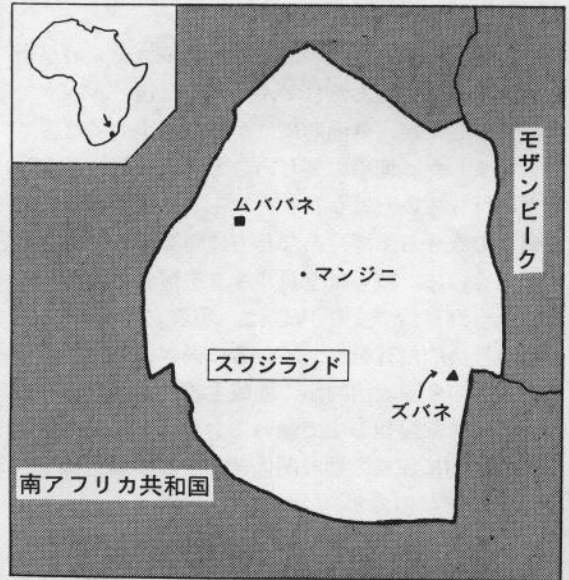 ムババネ
モザンビーク
マンジニ
スワジランド
ズバネ
南アフリカ共和国